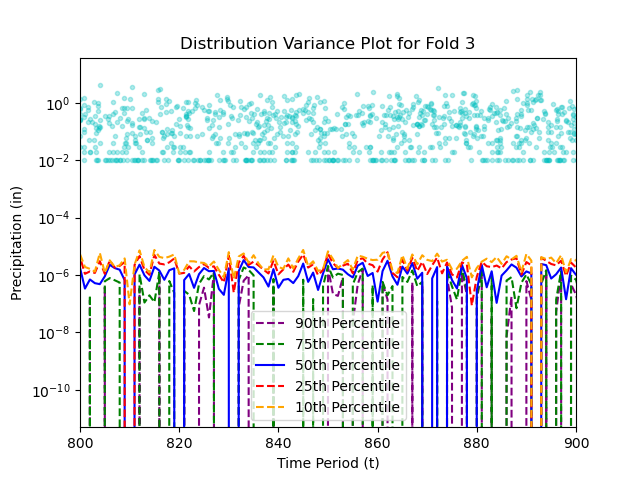 Distribution Variance Plot for Fold 3
Precipitation (in)
10^0
10^-2
10^-4
10^-6
10^-8
10^-10
90th Percentile
75th Percentile
50th Percentile
25th Percentile
10th Percentile
800 820 840 860 880 900
Time Period (t)